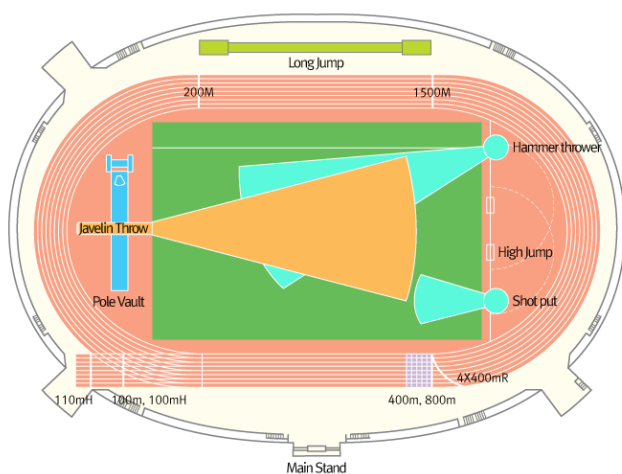 Long Jump
200M
1500M
Hammer thrower
Javelin Throw
High Jump
Pole Vault
Shot put
4X400mR
110mH
100m, 100mH
400m, 800m
Main Stand